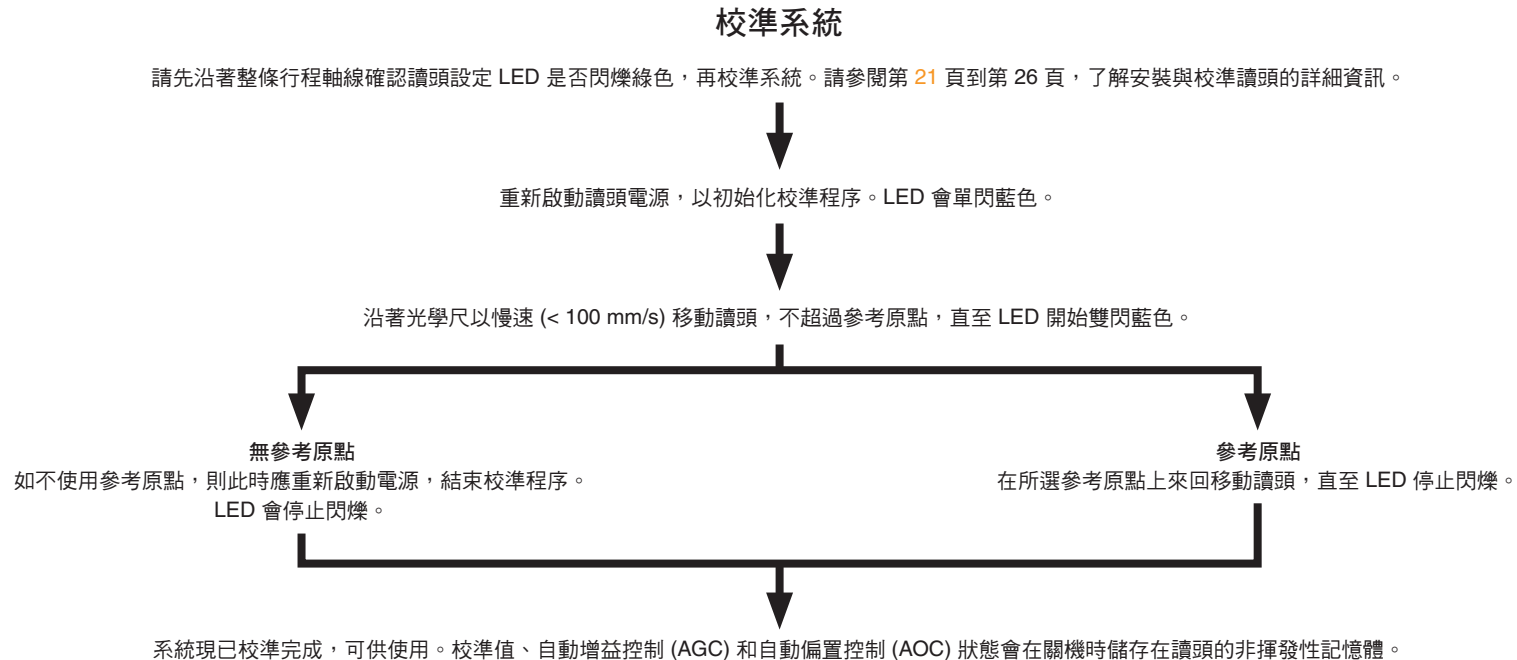 校準系統
請先沿著整條行程軸線確認讀頭設定 LED 是否閃爍綠色，再校準系統。請參閱第 21 頁到第 26 頁，了解安裝與校準讀頭的詳細資訊。
重新啟動讀頭電源，以初始化校準程序。LED 會單閃藍色。
沿著光學尺以慢速 (< 100 mm/s) 移動讀頭，不超過參考原點，直至 LED 開始雙閃藍色。
無參考原點
如不使用參考原點，則此時應重新啟動電源，結束校準程序。
LED 會停止閃爍。
參考原點
在所選參考原點上來回移動讀頭，直至 LED 停止閃爍。
系統現已校準完成，可供使用。校準值、自動增益控制 (AGC) 和自動偏置控制 (AOC) 狀態會在關機時儲存在讀頭的非揮發性記憶體。